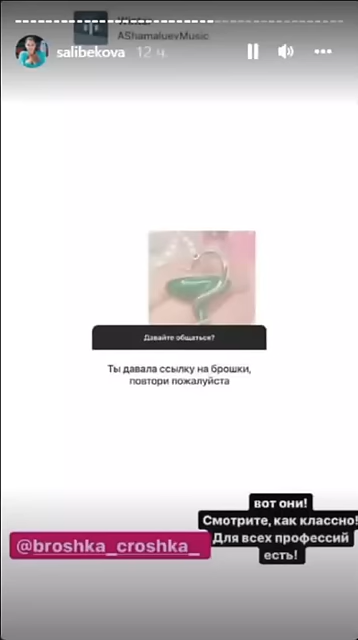 AShamaluevMusic
salibekova 12 ч.
Давайте общаться?
Ты давала ссылку на брошки,
повтори пожалуйста
вот они!
Смотрите, как классно!
@broshka_croshka_ Для всех профессий
есть!